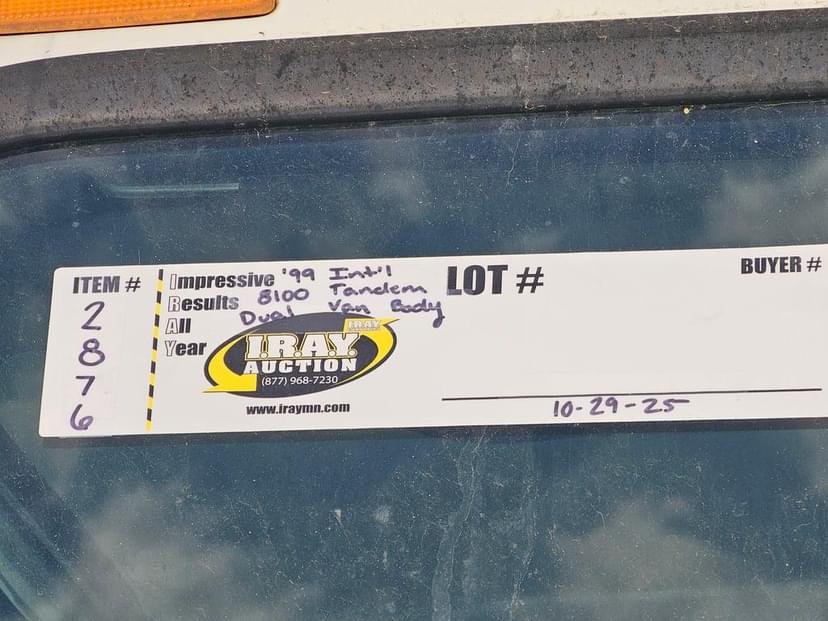 ITEM #
2
8
7
6
Impressive '99 Int'l
Results 8100 Tandem
All Dual Van Body
Year
I.R.A.Y.
I.R.A.Y.
AUCTION
(877) 968-7230
www.iraymn.com
LOT #
BUYER #
10-29-25